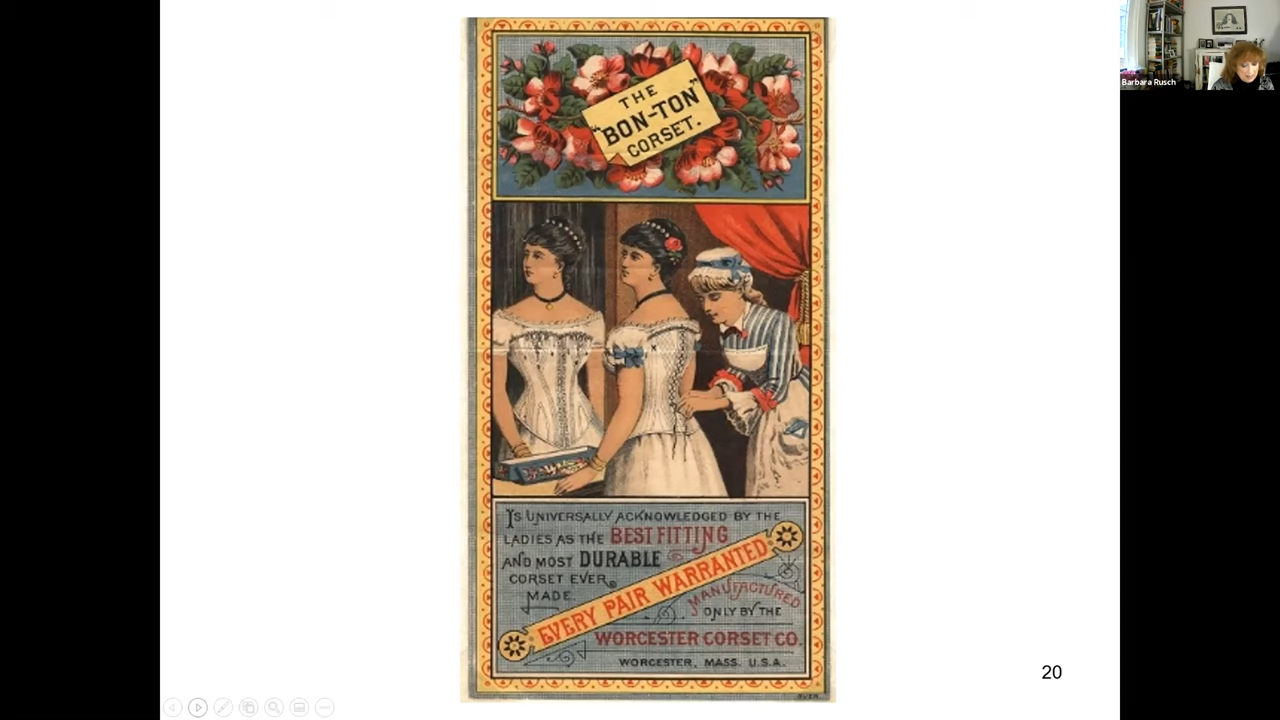 Barbara Rusch
THE
"BON-TON"
CORSET.
IS UNIVERSALLY ACKNOWLEDGED BY THE
LADIES AS THE BEST FITTING
AND MOST DURABLE
CORSET EVER
MADE.
EVERY PAIR WARRANTED
MANUFACTURED
ONLY BY THE
WORCESTER CORSET CO.
WORCESTER, MASS. U.S.A.
20